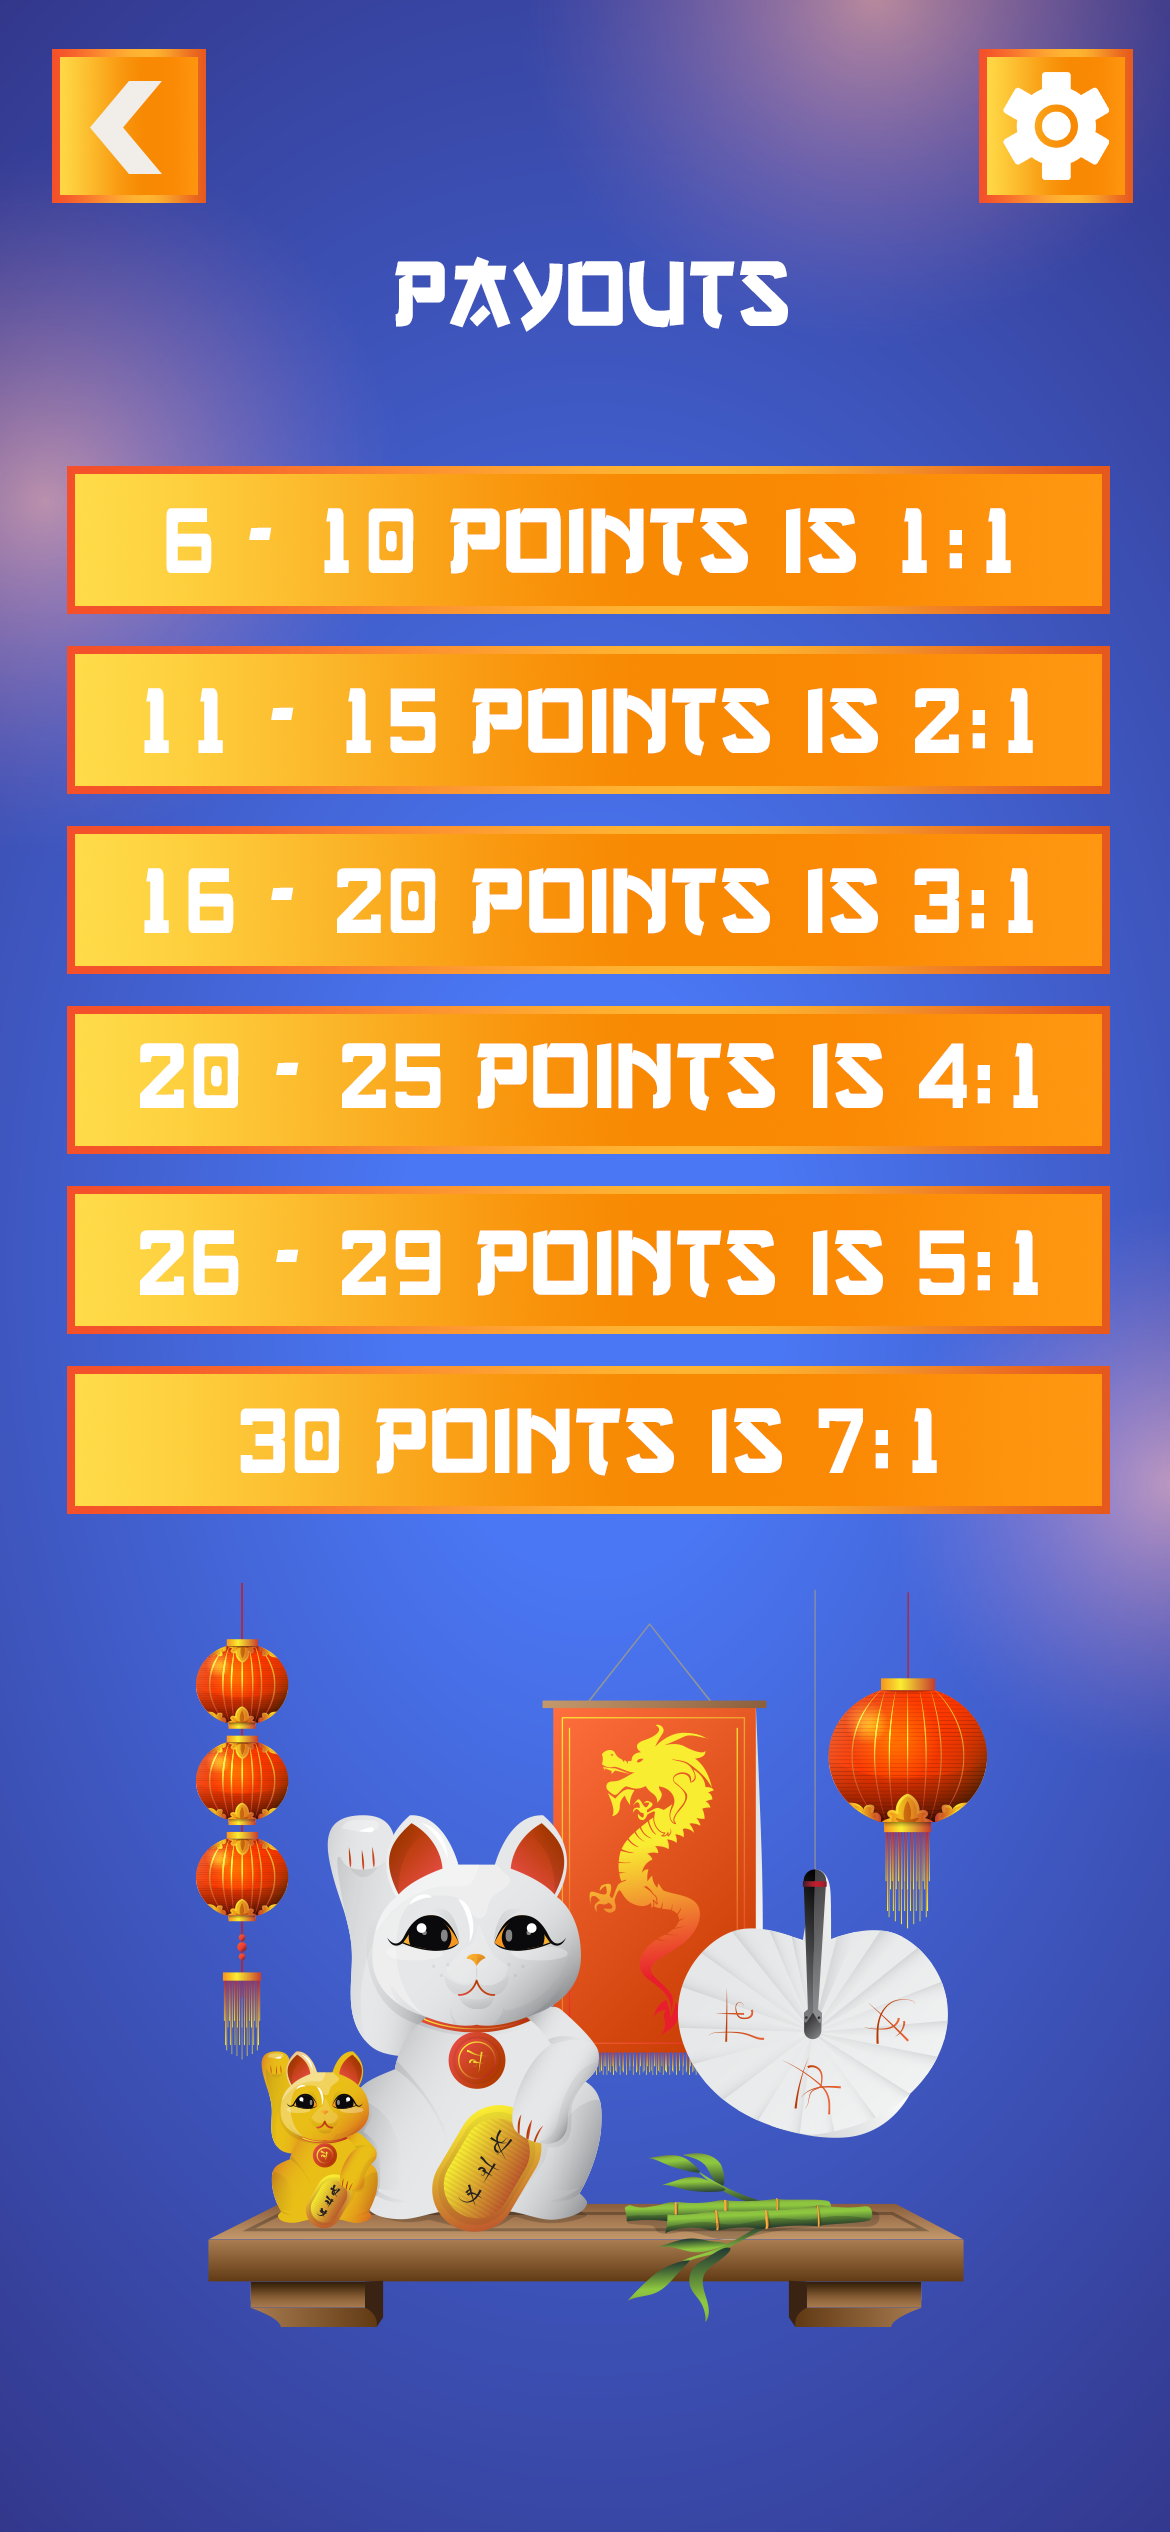 PAYOUTS
6 - 10 POINTS IS 1:1
11 - 15 POINTS IS 2:1
16 - 20 POINTS IS 3:1
20 - 25 POINTS IS 4:1
26 - 29 POINTS IS 5:1
30 POINTS IS 7:1